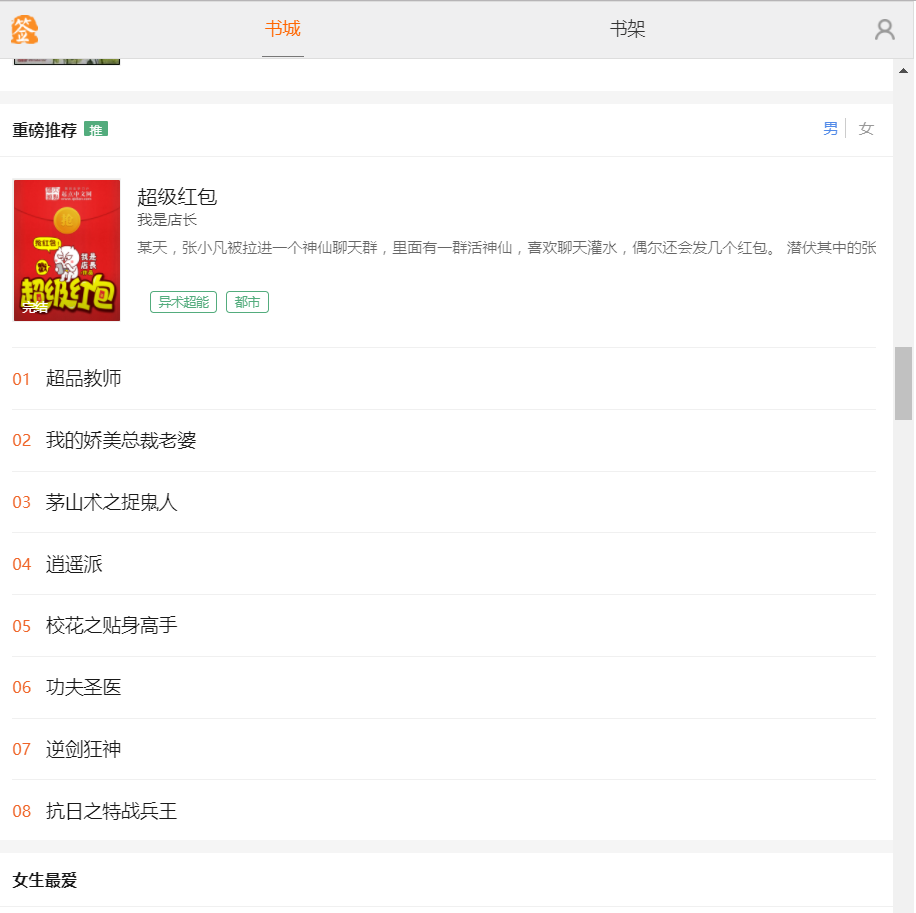 签
书城
书架
重磅推荐 推
男 女
起点中文网
抢
抢红包!
我是店长
作品
超级红包
完结
超级红包
我是店长
某天，张小凡被拉进一个神仙聊天群，里面有一群活神仙，喜欢聊天灌水，偶尔还会发几个红包。 潜伏其中的张
异术超能 都市
01 超品教师
02 我的娇美总裁老婆
03 茅山术之捉鬼人
04 逍遥派
05 校花之贴身高手
06 功夫圣医
07 逆剑狂神
08 抗日之特战兵王
女生最爱